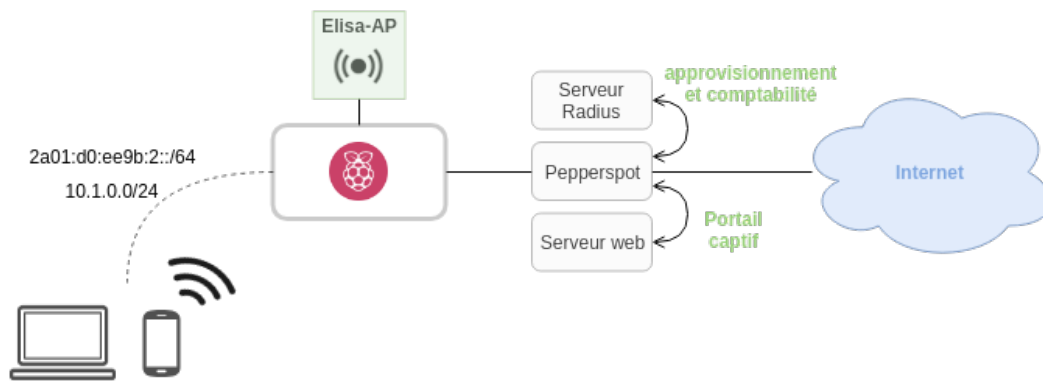 Elisa-AP
2a01:d0:ee9b:2::/64
10.1.0.0/24
Serveur
Radius
approvisionnement
et comptabilité
Pepperspot
Serveur web
Portail
captif
Internet